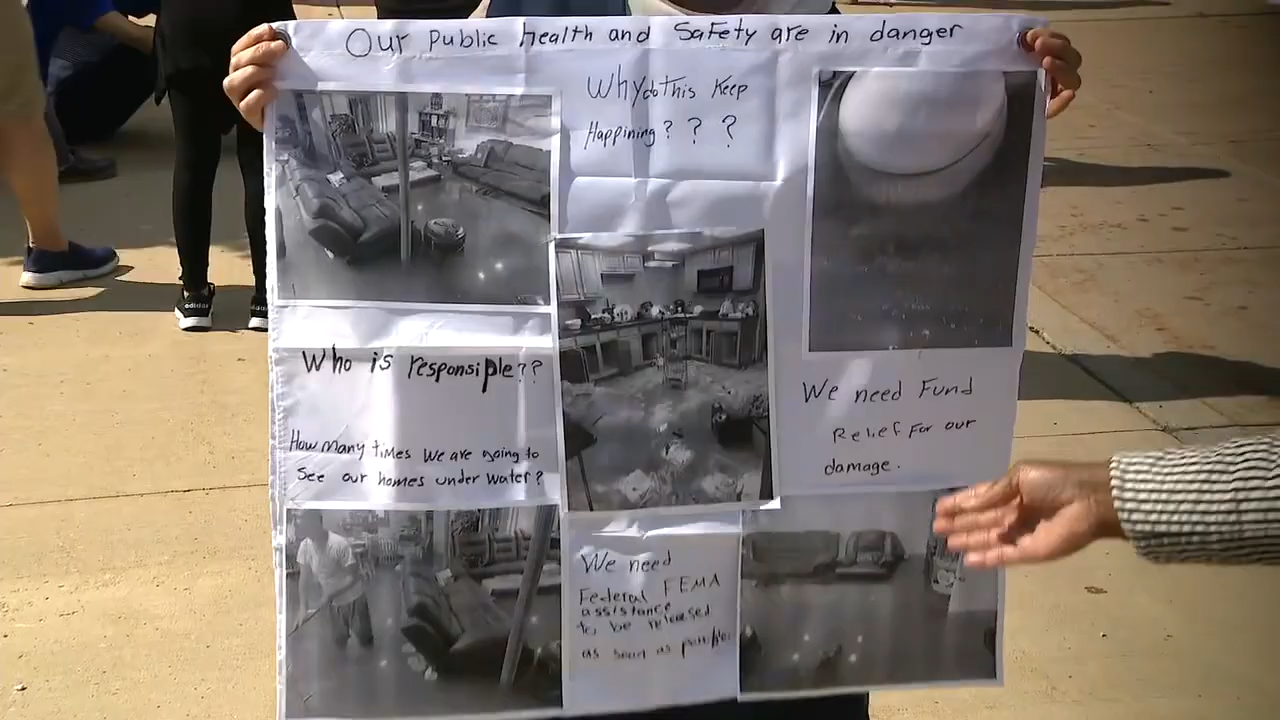 Our Public health and Safety are in danger
Why do this Keep
Happining? ? ?
Who is responsiple??
How many times We are going to
See our homes under water?
We need Fund
Relief For our
damage.
We need
Federal FEMA
assistance
to be released
as soon as possible
adidas